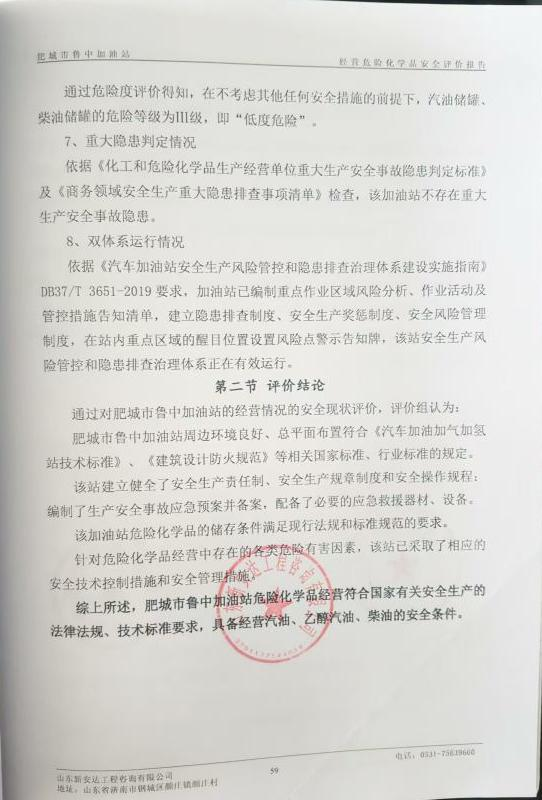 肥城市鲁中加油站
经营危险化学品安全评价报告
通过危险度评价得知，在不考虑其他任何安全措施的前提下，汽油储罐、
柴油储罐的危险等级为Ⅲ级，即“低度危险”。
7、重大隐患判定情况
依据《化工和危险化学品生产经营单位重大生产安全事故隐患判定标准》
及《商务领域安全生产重大隐患排查事项清单》检查，该加油站不存在重大
生产安全事故隐患。
8、双体系运行情况
依据《汽车加油站安全生产风险管控和隐患排查治理体系建设实施指南》
DB37/T 3651-2019 要求，加油站已编制重点作业区域风险分析、作业活动及
管控措施告知清单，建立隐患排查制度、安全生产奖惩制度、安全风险管理
制度，在站内重点区域的醒目位置设置风险点警示告知牌，该站安全生产风
险管控和隐患排查治理体系正在有效运行。
第二节 评价结论
通过对肥城市鲁中加油站的经营情况的安全现状评价，评价组认为：
肥城市鲁中加油站周边环境良好、总平面布置符合《汽车加油加气加氢
站技术标准》、《建筑设计防火规范》等相关国家标准、行业标准的规定。
该站建立健全了安全生产责任制、安全生产规章制度和安全操作规程；
编制了生产安全事故应急预案并备案，配备了必要的应急救援器材、设备。
该加油站危险化学品的储存条件满足现行法规和标准规范的要求。
针对危险化学品经营中存在的各类危险有害因素，该站已采取了相应的
安全技术控制措施和安全管理措施。
综上所述，肥城市鲁中加油站危险化学品经营符合国家有关安全生产的
法律法规、技术标准要求，具备经营汽油、乙醇汽油、柴油的安全条件。
山东新安达工程咨询有限公司
地址：山东省济南市钢城区颜庄镇颜庄村
59
电话：0531-75839600